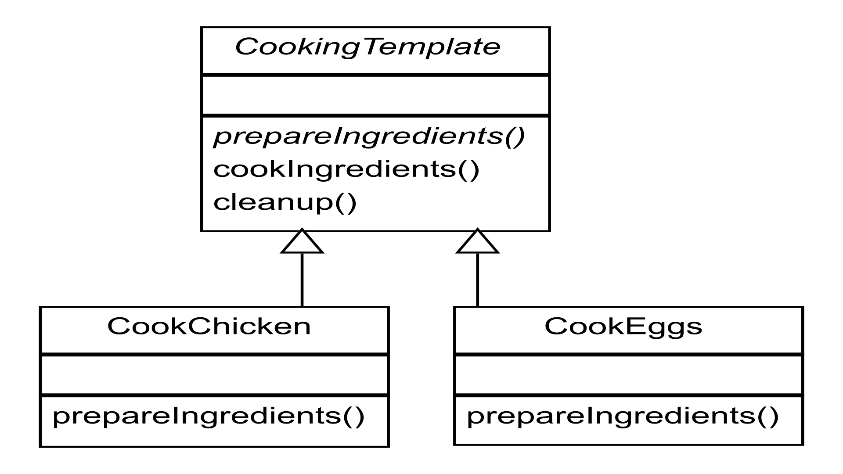 CookingTemplate
prepareIngredients()
cookIngredients()
cleanup()
CookChicken
prepareIngredients()
CookEggs
prepareIngredients()